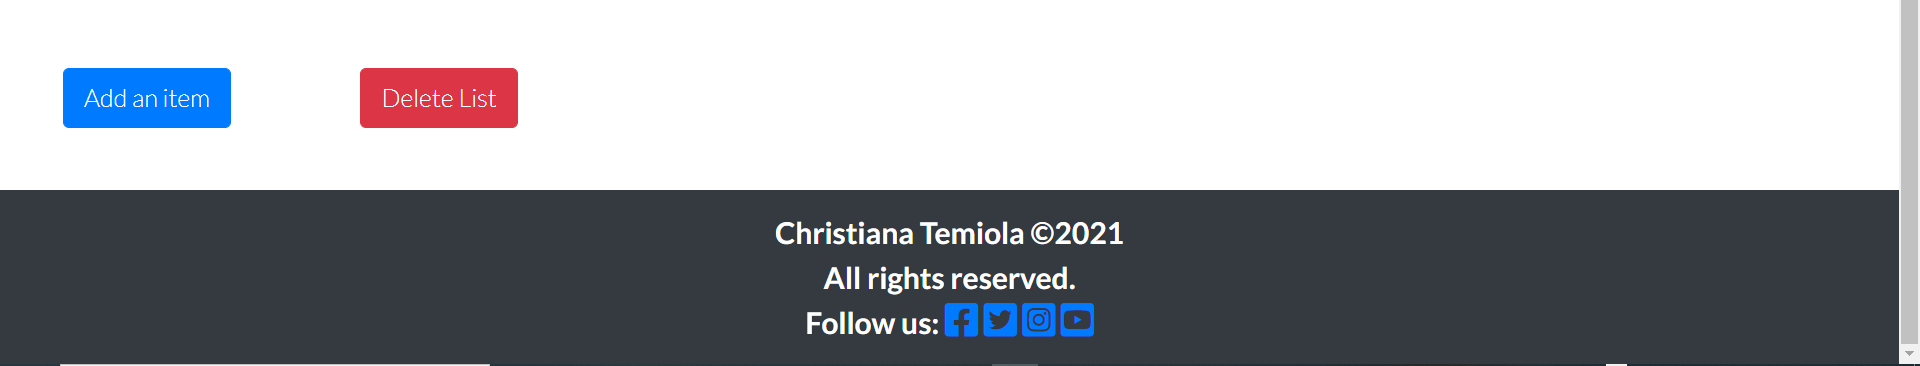 Add an item
Delete List
Christiana Temiola ©2021
All rights reserved.
Follow us: